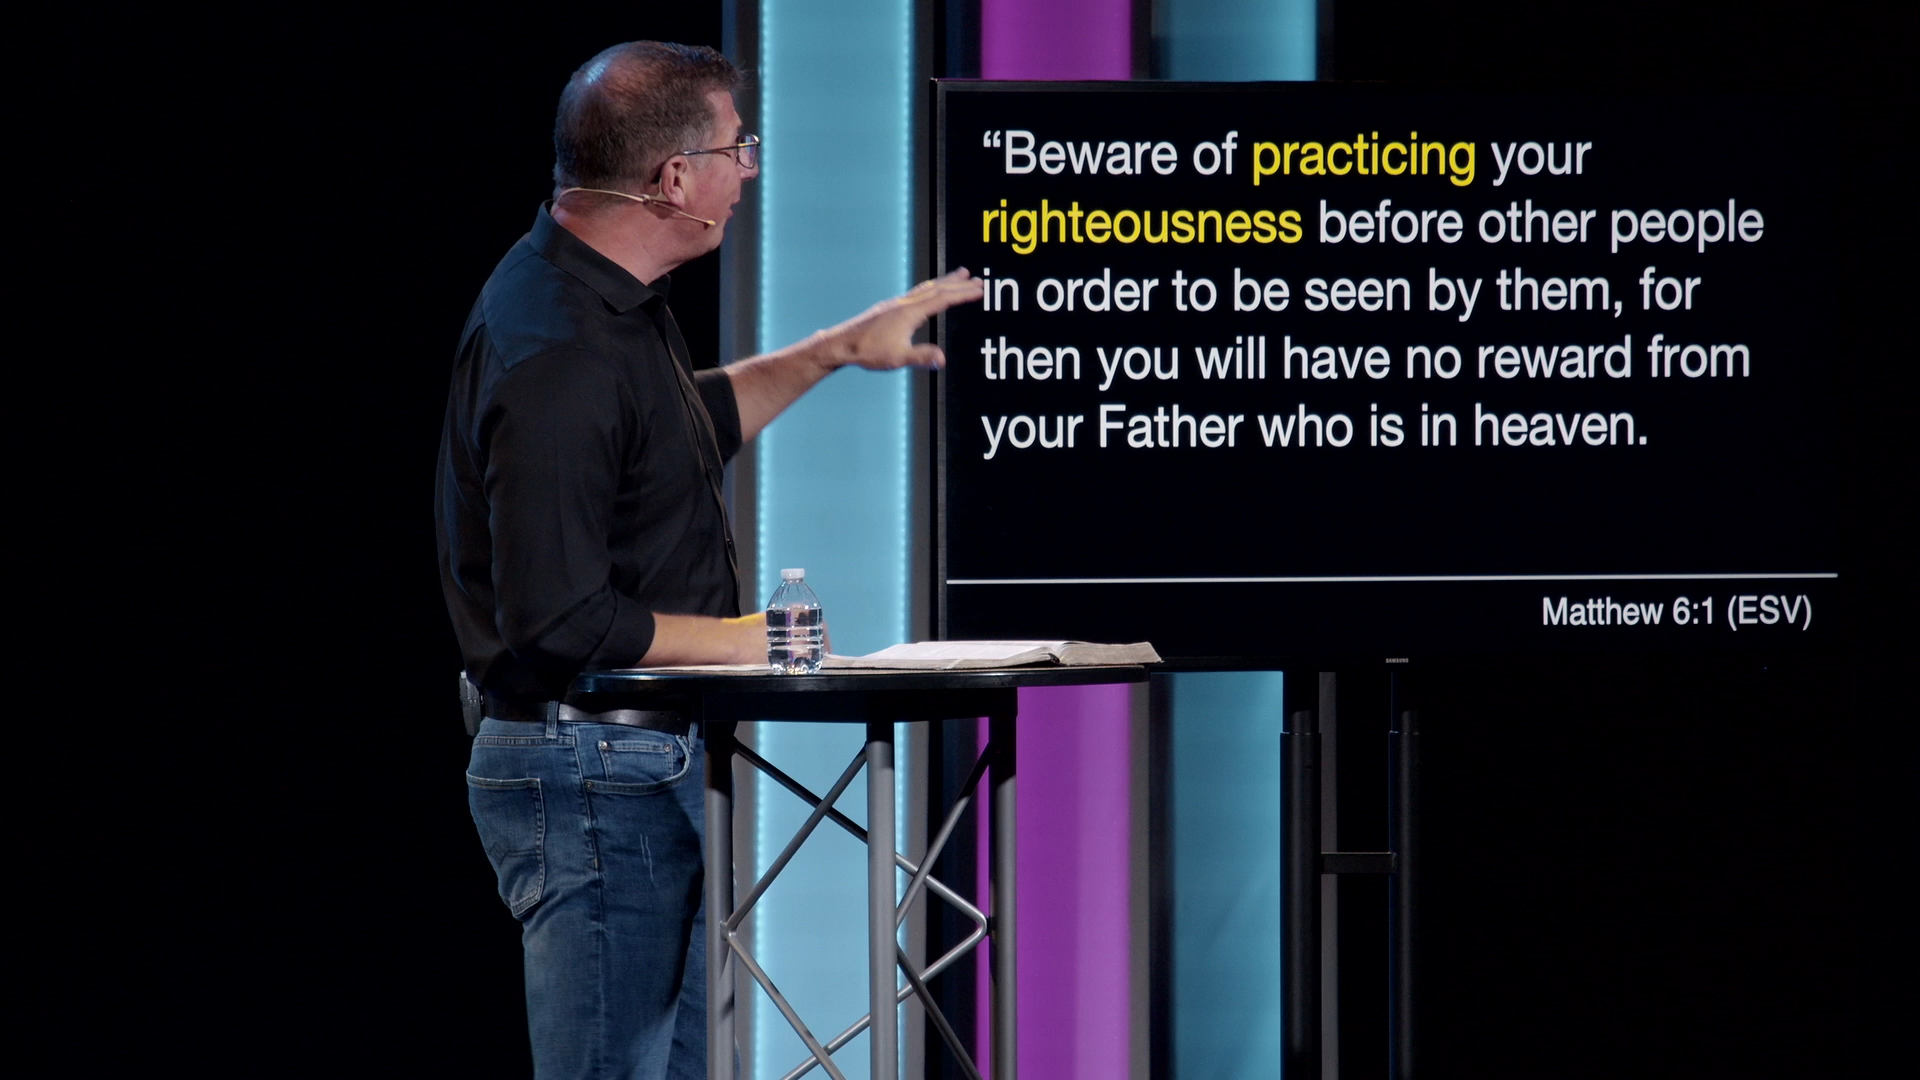 “Beware of practicing your
righteousness before other people
in order to be seen by them, for
then you will have no reward from
your Father who is in heaven.
Matthew 6:1 (ESV)
SAMSUNG